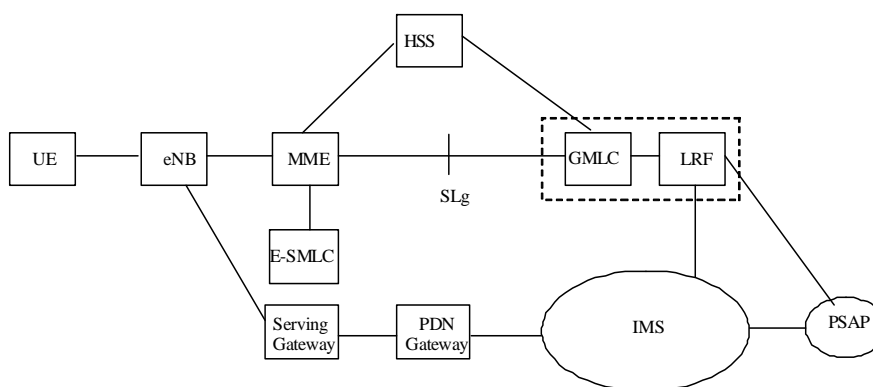 HSS
UE
eNB
MME
GMLC
LRF
SLg
E-SMLC
Serving
Gateway
PDN
Gateway
IMS
PSAP